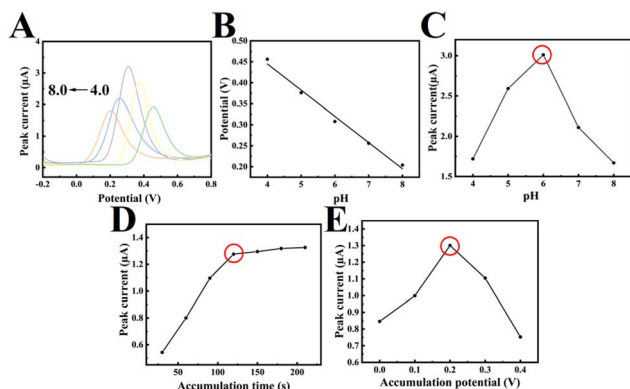 A
Peak current (μA)
4
3
2
1
0
8.0 4.0
-0.2 0.0 0.2 0.4 0.6 0.8
Potential (V)
B
Potential (V)
0.50
0.45
0.40
0.35
0.30
0.25
0.20
4 5 6 7 8
pH
C
Peak current(μA)
3.0
2.5
2.0
1.5
4 5 6 7 8
pH
D
Peak current (μA)
1.4
1.2
1.0
0.8
0.6
0.4
50 100 150 200
Accumulation time (s)
E
Peak current (μA)
1.4
1.3
1.2
1.1
1.0
0.9
0.8
0.7
0.6
0.0 0.1 0.2 0.3 0.4
Accumulation potential (V)